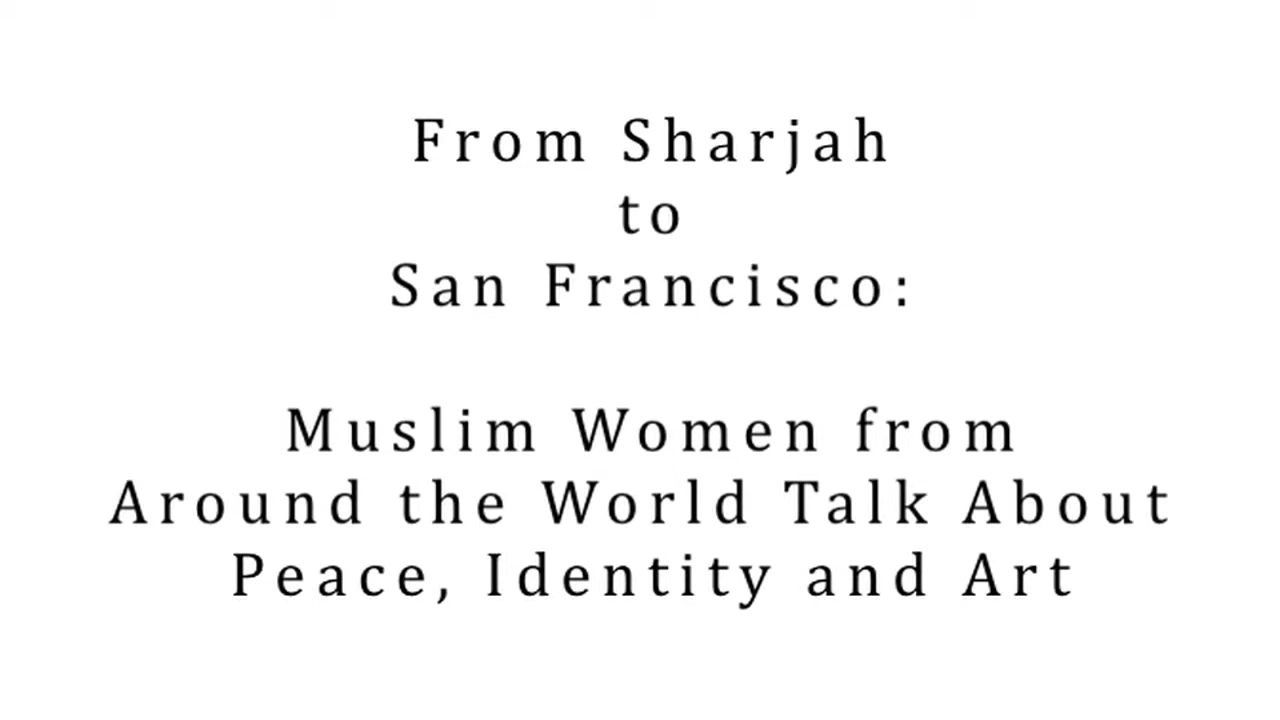 From Sharjah
to
San Francisco:
Muslim Women from
Around the World Talk About
Peace, Identity and Art